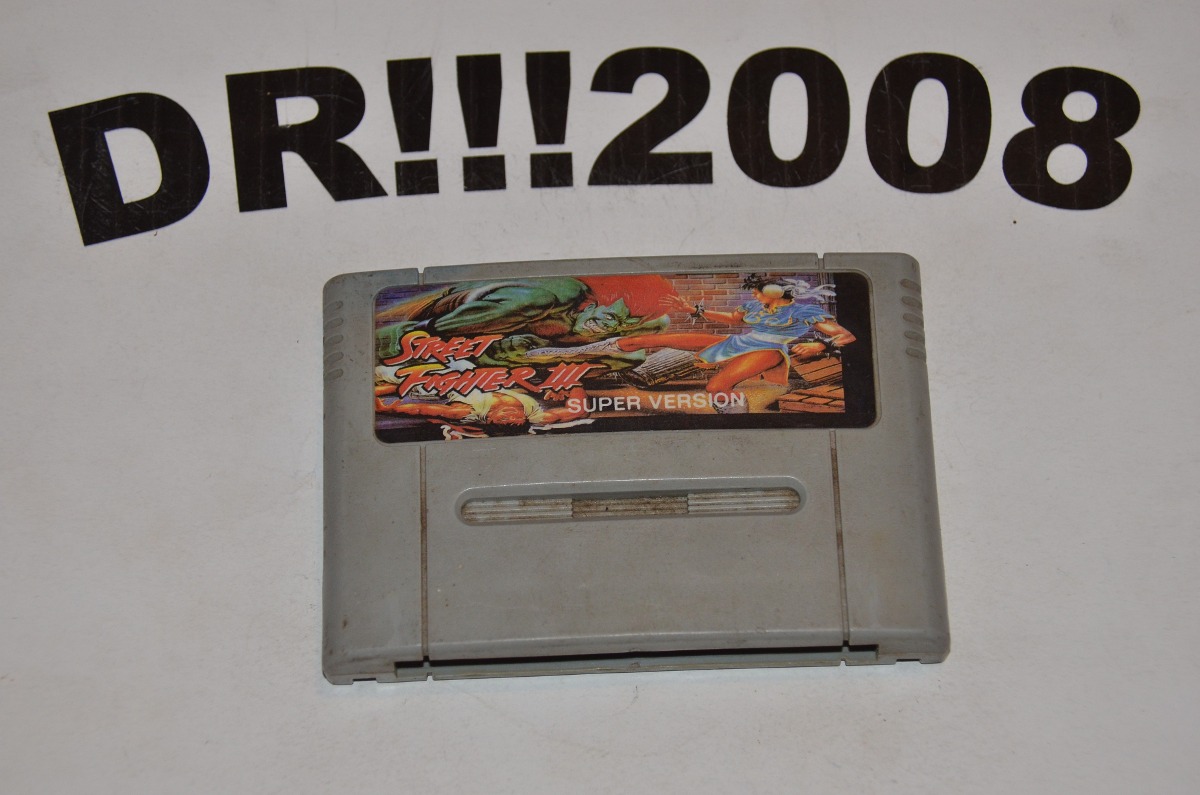 DR!!!2008
STREET
FIGHTER III
SUPER VERSION